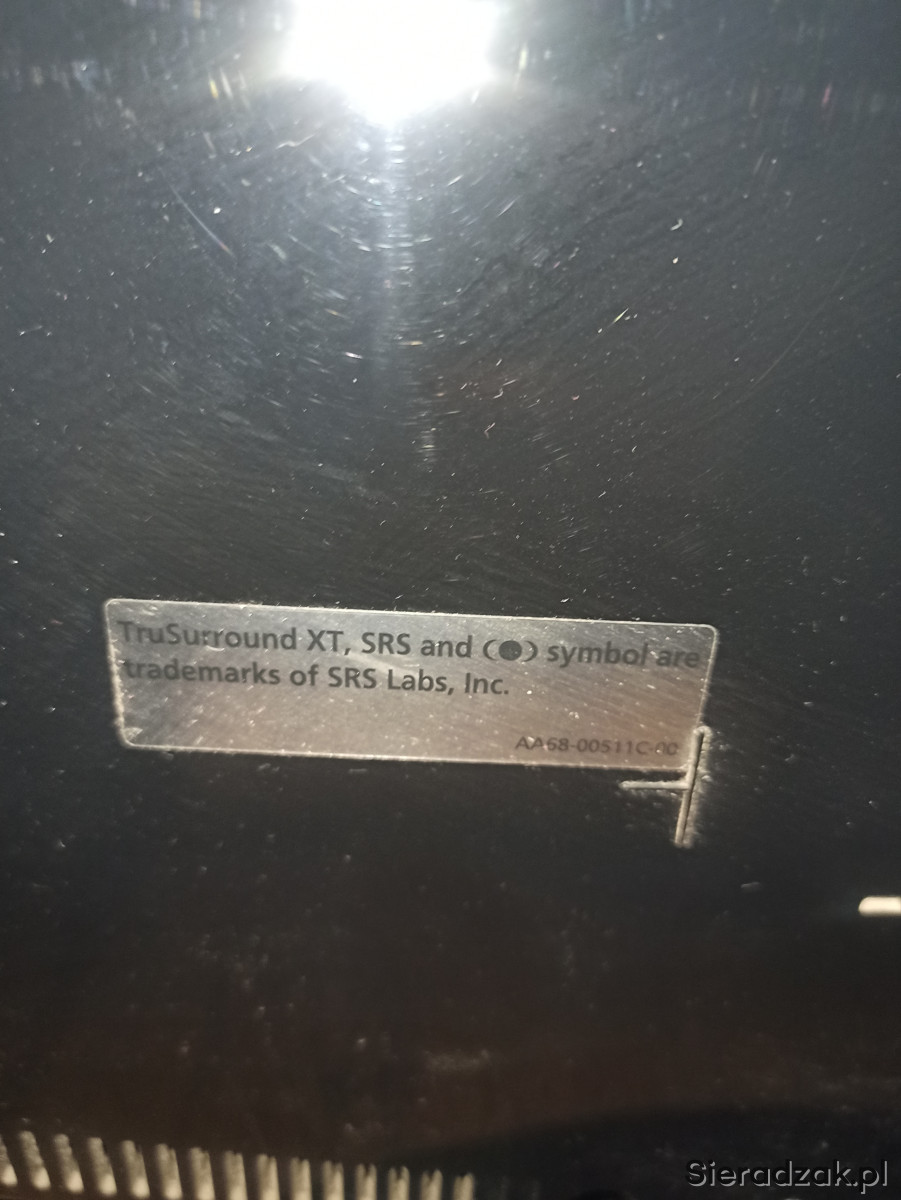 TruSurround XT, SRS and (●) symbol are
trademarks of SRS Labs, Inc.
AA68-00511C-00
Sieradzak.pl